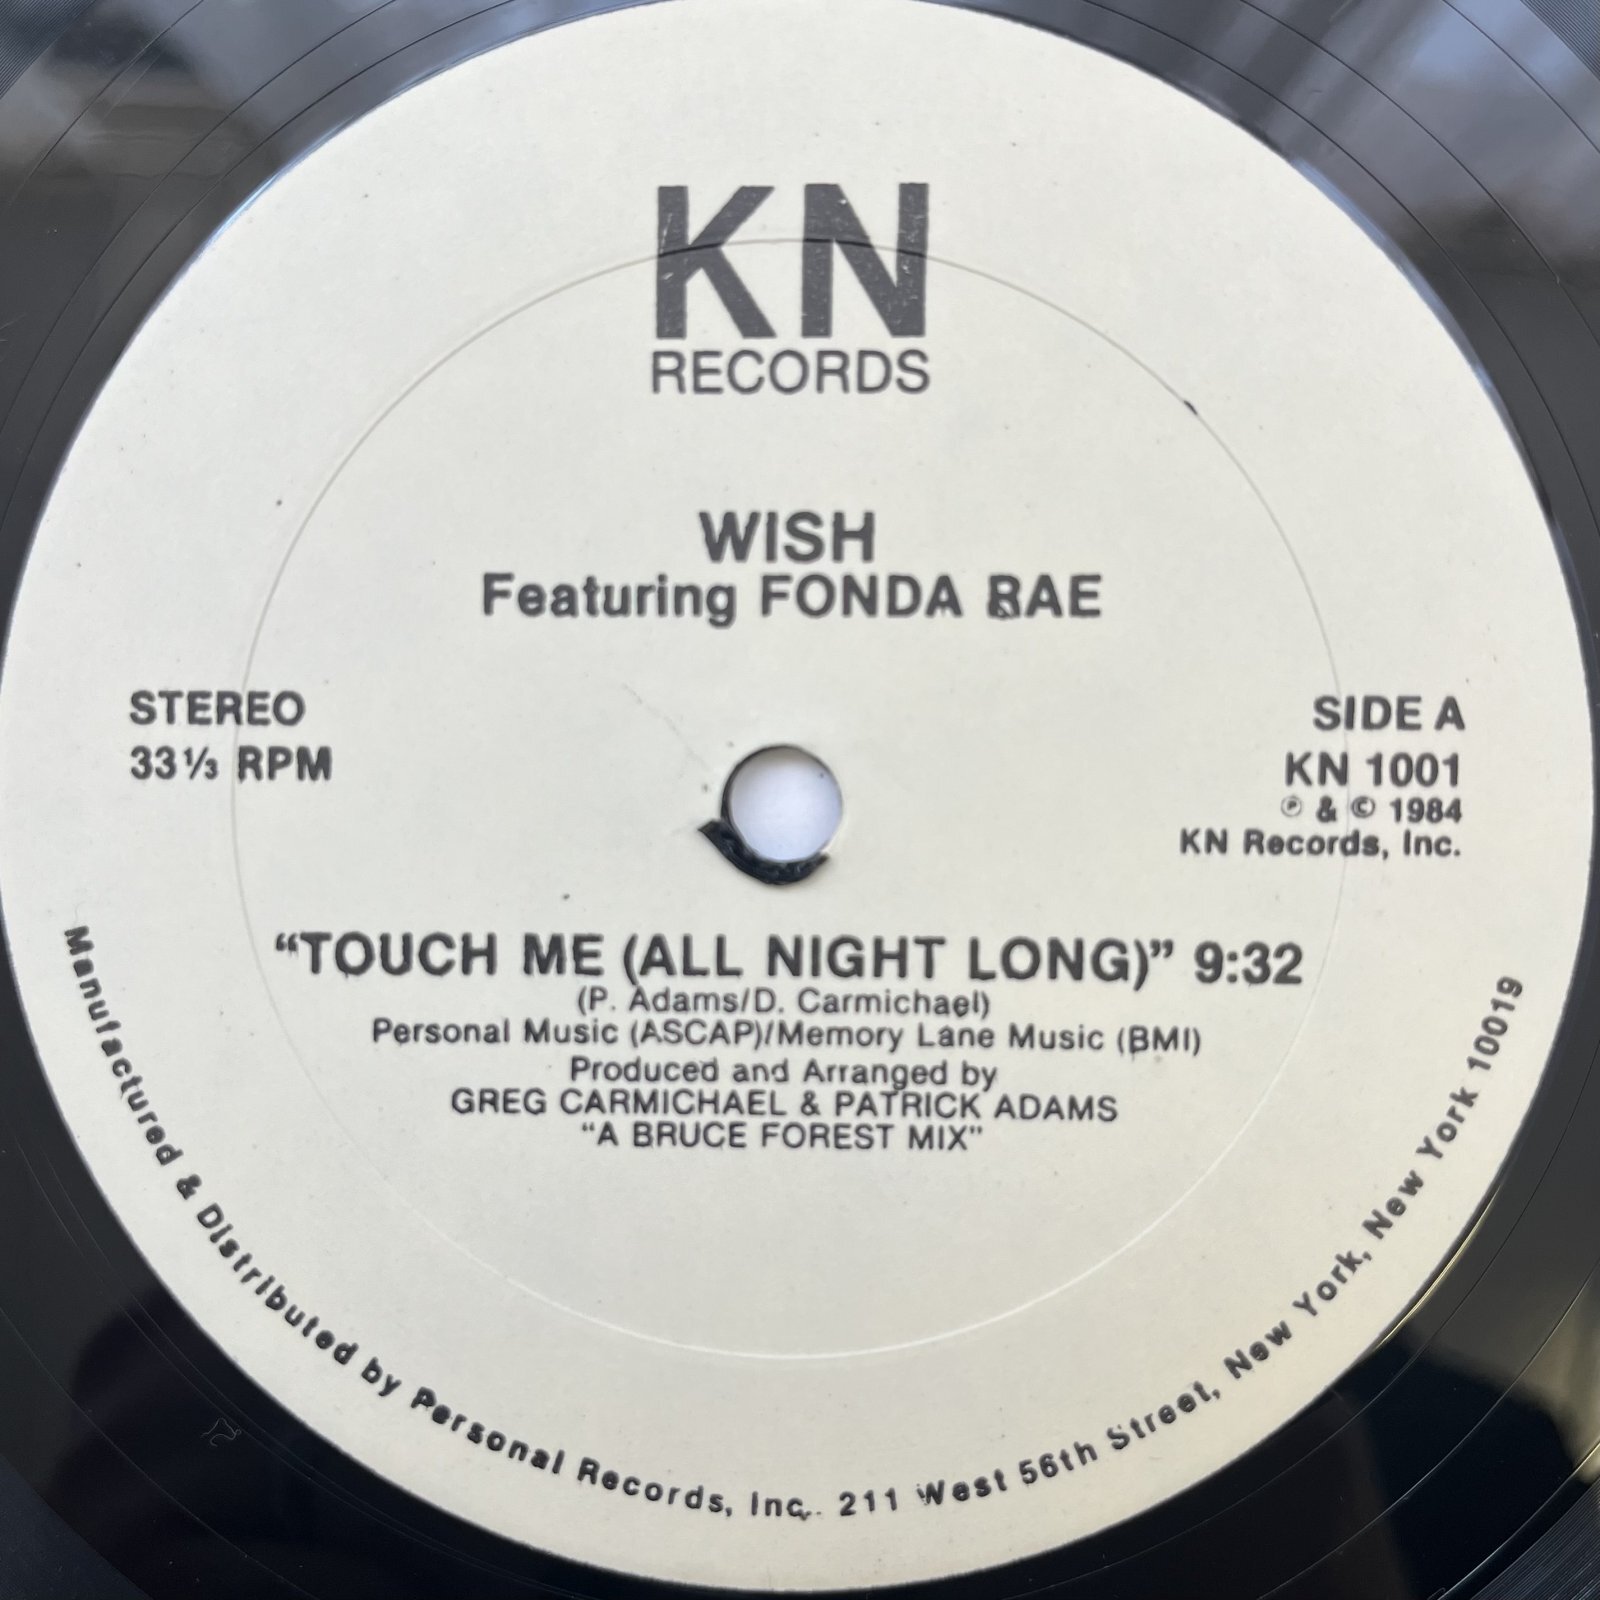 KN
RECORDS
WISH
Featuring FONDA RAE
STEREO
33⅓ RPM
SIDE A
KN 1001
℗ & © 1984
KN Records, Inc.
“TOUCH ME (ALL NIGHT LONG)” 9:32
(P. Adams/D. Carmichael)
Personal Music (ASCAP)/Memory Lane Music (BMI)
Produced and Arranged by
GREG CARMICHAEL & PATRICK ADAMS
“A BRUCE FOREST MIX”
Manufactured & Distributed by Personal Records, Inc. 211 West 56th Street, New York, New York 10019